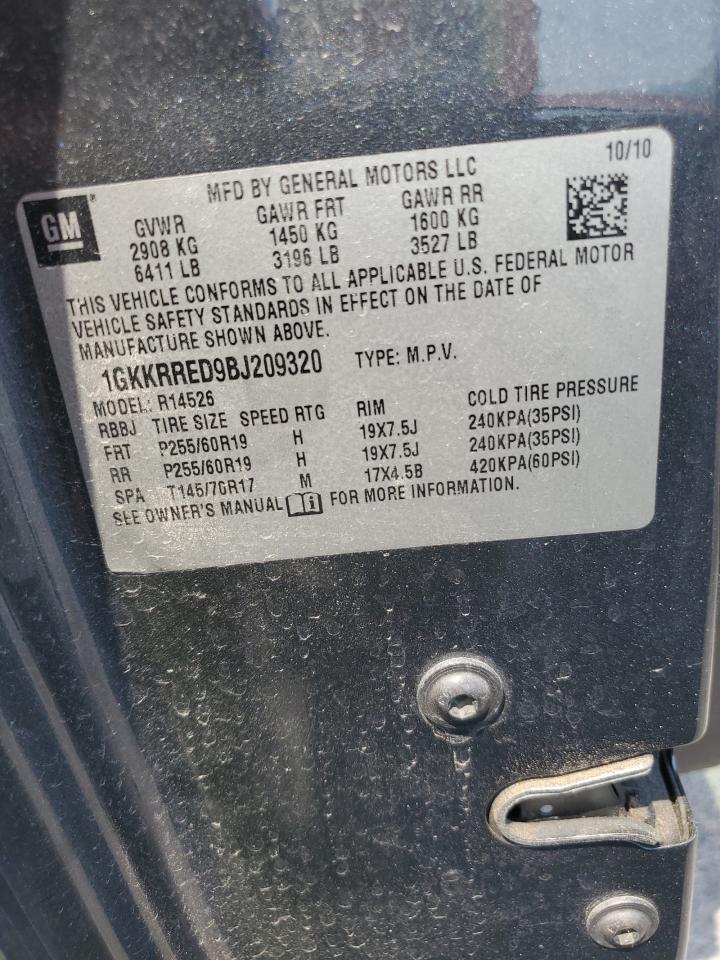 10/10
MFD BY GENERAL MOTORS LLC
GM®
GVWR GAWR FRT GAWR RR
2908 KG 1450 KG 1600 KG
6411 LB 3196 LB 3527 LB
THIS VEHICLE CONFORMS TO ALL APPLICABLE U.S. FEDERAL MOTOR
VEHICLE SAFETY STANDARDS IN EFFECT ON THE DATE OF
MANUFACTURE SHOWN ABOVE.
1GKKRRED9BJ209320 TYPE: M.P.V.
MODEL: R14526
RBBJ TIRE SIZE SPEED RTG RIM COLD TIRE PRESSURE
FRT P255/60R19 H 19X7.5J 240KPA(35PSI)
RR P255/60R19 H 19X7.5J 240KPA(35PSI)
SPA T145/70R17 M 17X4.5B 420KPA(60PSI)
SEE OWNER'S MANUAL i FOR MORE INFORMATION.